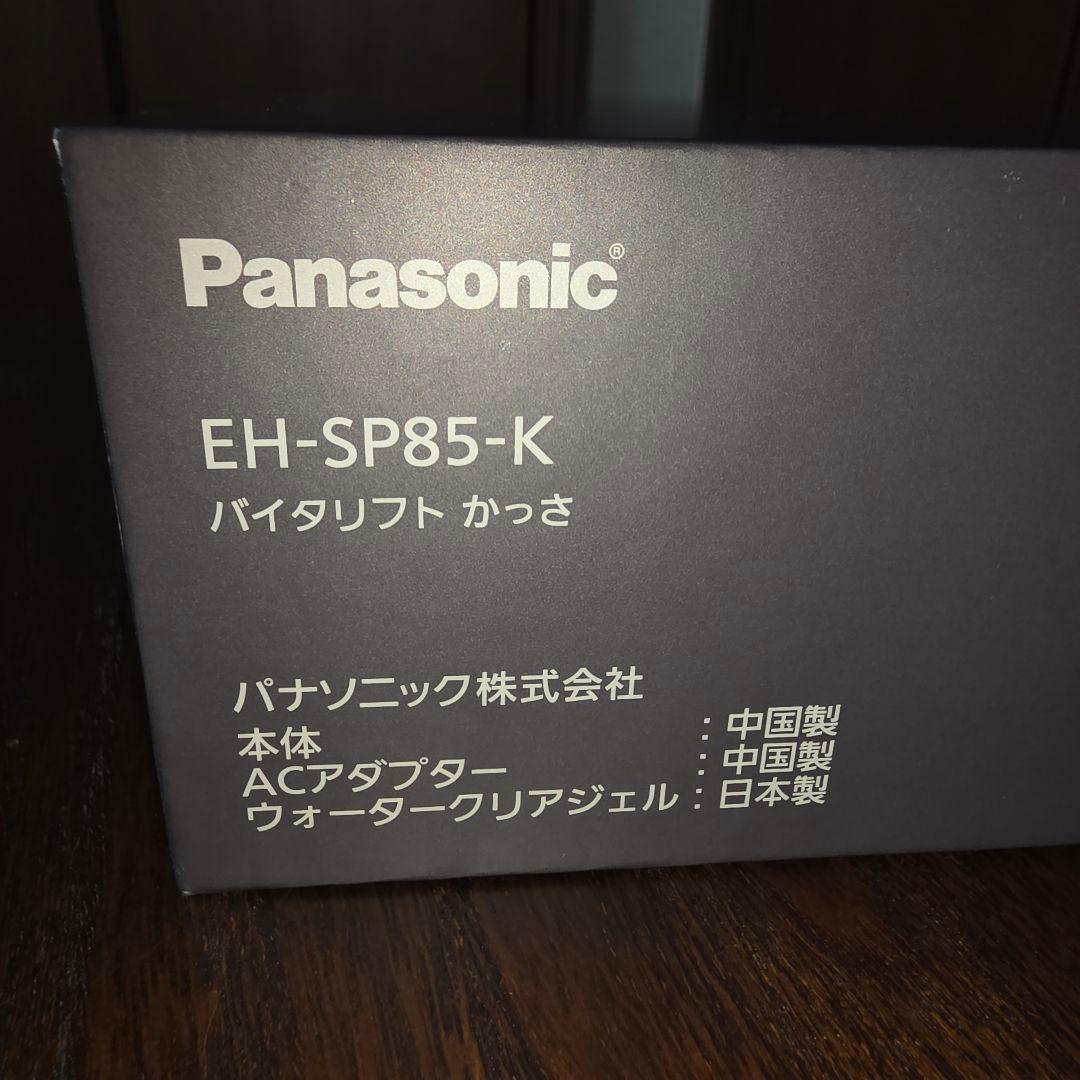 Panasonic®
EH-SP85-K
バイタリフト かっさ
パナソニック株式会社
本体 : 中国製
ACアダプター : 中国製
ウォータークリアジェル : 日本製